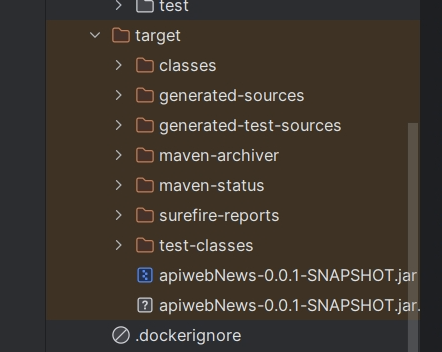 test
target
classes
generated-sources
generated-test-sources
maven-archiver
maven-status
surefire-reports
test-classes
apiwebNews-0.0.1-SNAPSHOT.jar
apiwebNews-0.0.1-SNAPSHOT.jar.
.dockerignore